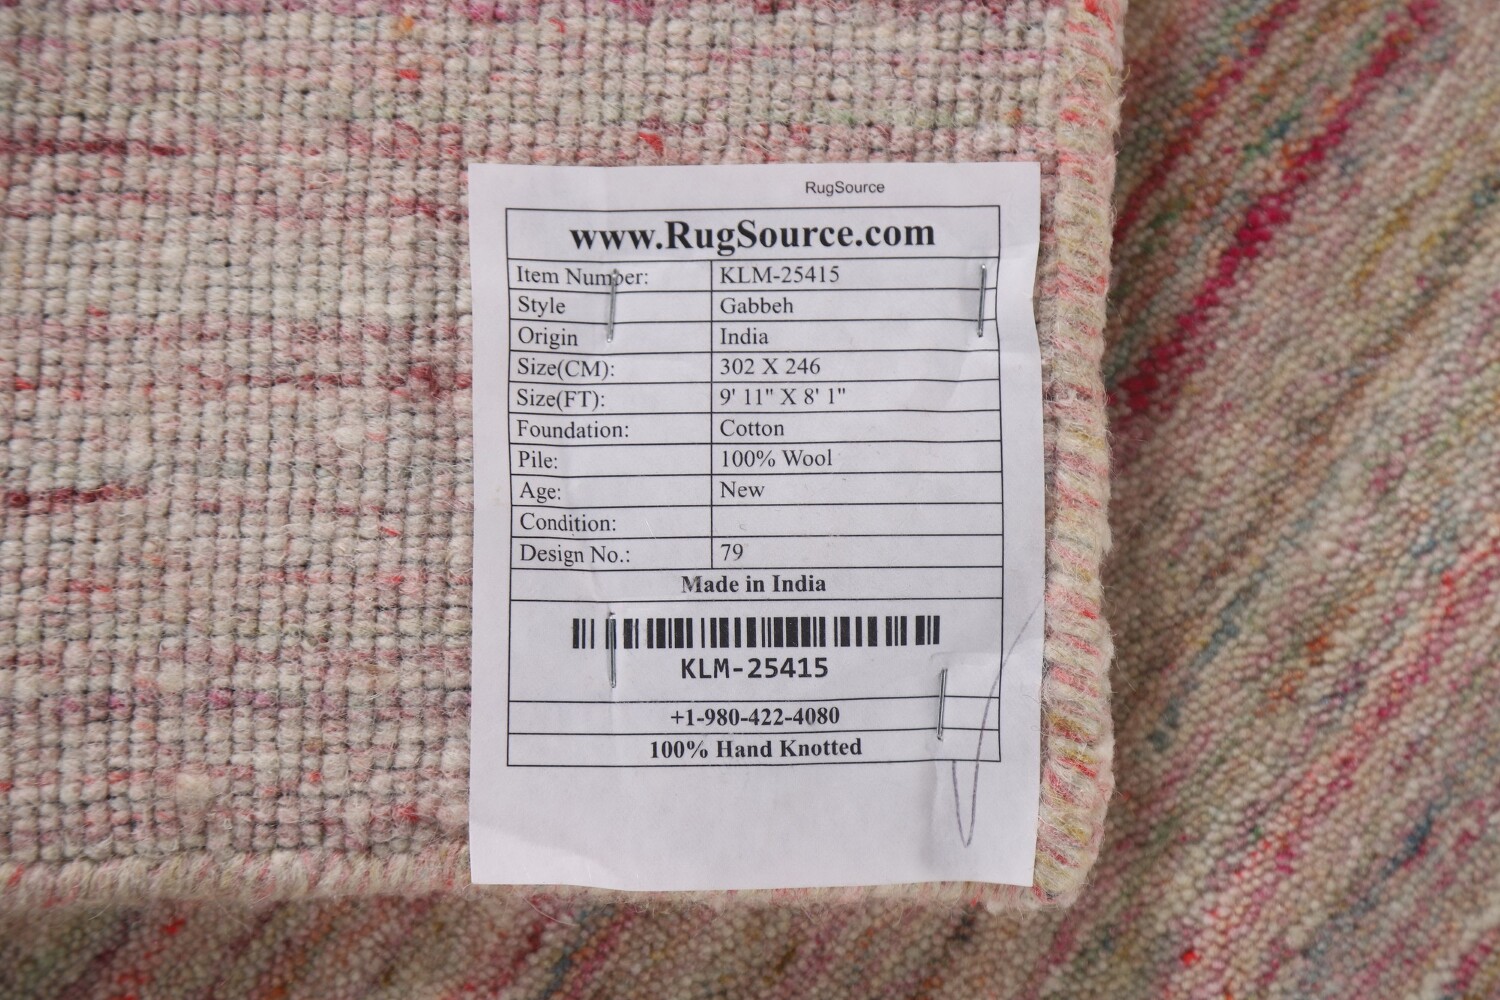 RugSource
www.RugSource.com
Item Number: KLM-25415
Style Gabbeh
Origin India
Size(CM): 302 X 246
Size(FT): 9' 11" X 8' 1"
Foundation: Cotton
Pile: 100% Wool
Age: New
Condition:
Design No.: 79
Made in India
KLM-25415
+1-980-422-4080
100% Hand Knotted